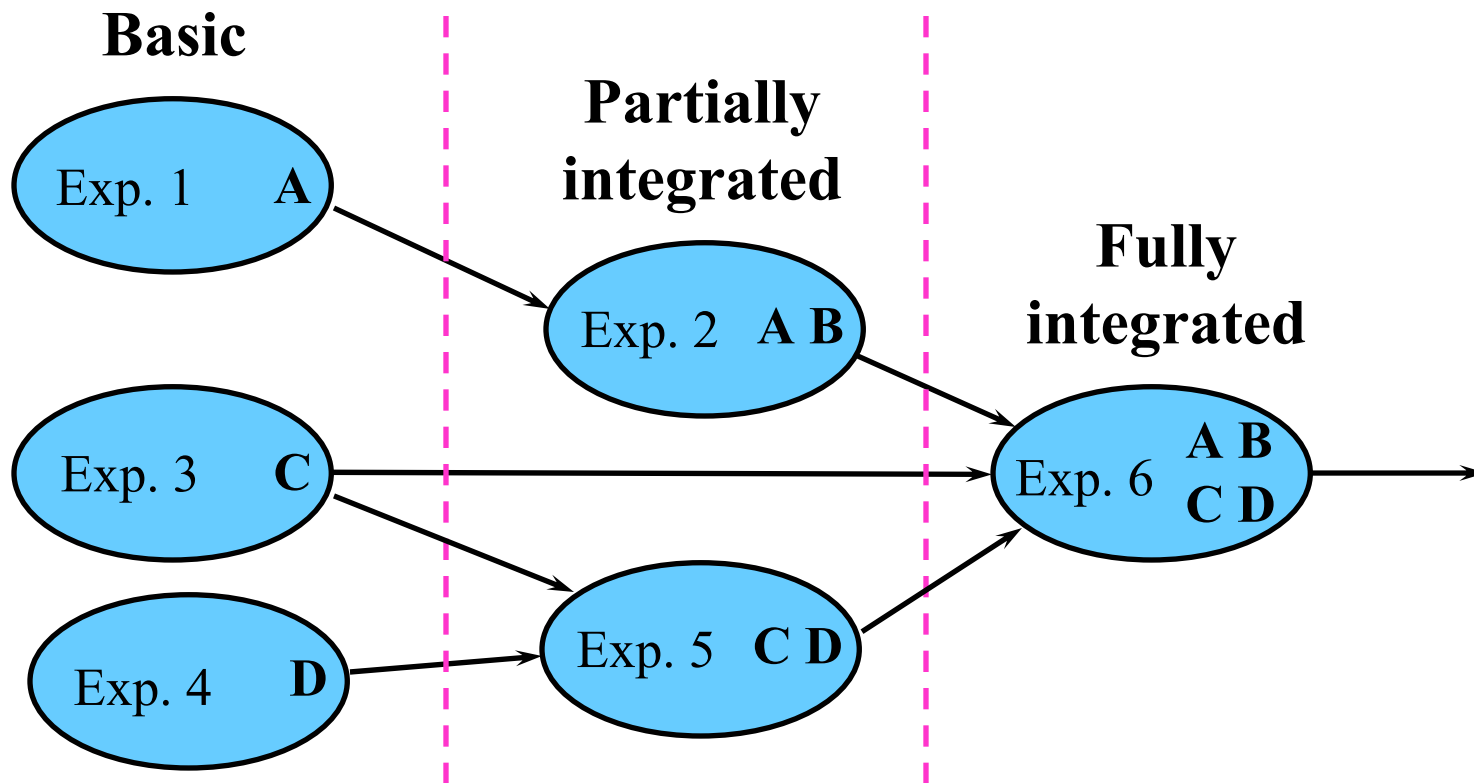 Basic
Exp. 1 A
Exp. 3 C
Exp. 4 D
Partially
integrated
Exp. 2 A B
Exp. 5 C D
Fully
integrated
Exp. 6 A B
C D